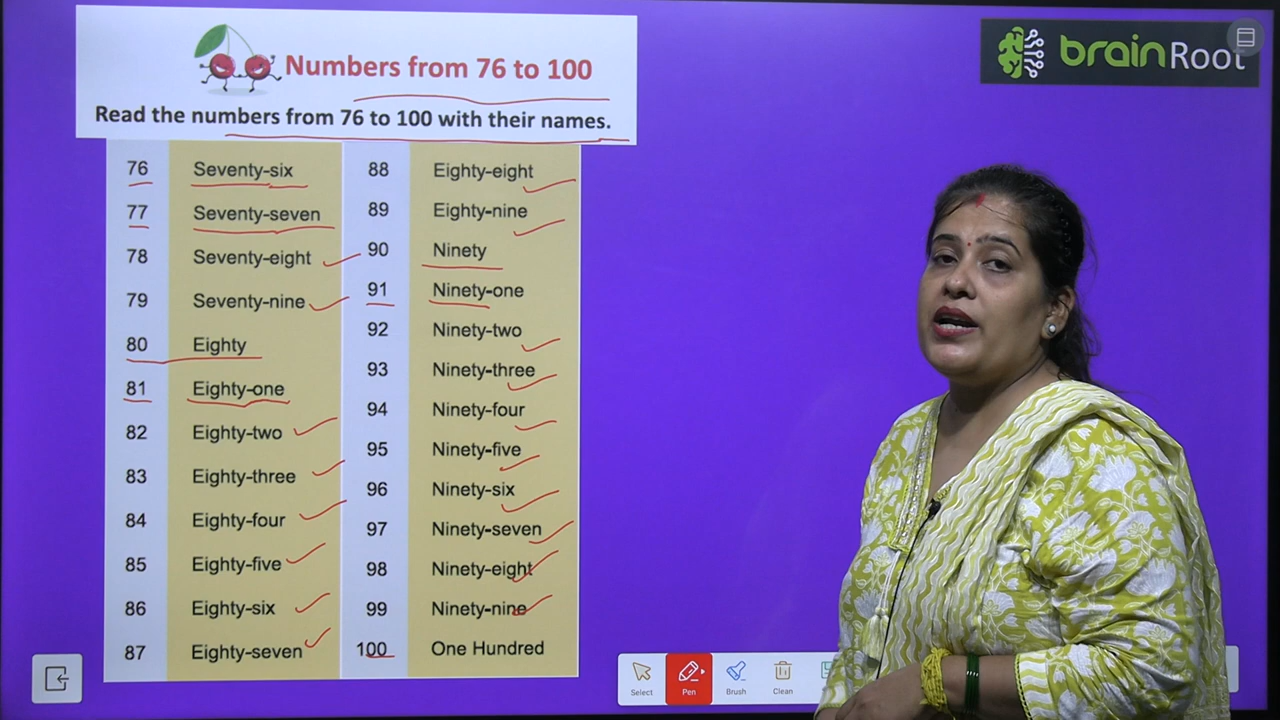 Numbers from 76 to 100
brainRoot
Read the numbers from 76 to 100 with their names.
76 Seventy-six
77 Seventy-seven
78 Seventy-eight
79 Seventy-nine
80 Eighty
81 Eighty-one
82 Eighty-two
83 Eighty-three
84 Eighty-four
85 Eighty-five
86 Eighty-six
87 Eighty-seven
88 Eighty-eight
89 Eighty-nine
90 Ninety
91 Ninety-one
92 Ninety-two
93 Ninety-three
94 Ninety-four
95 Ninety-five
96 Ninety-six
97 Ninety-seven
98 Ninety-eight
99 Ninety-nine
100 One Hundred
Select Pen Brush Clean